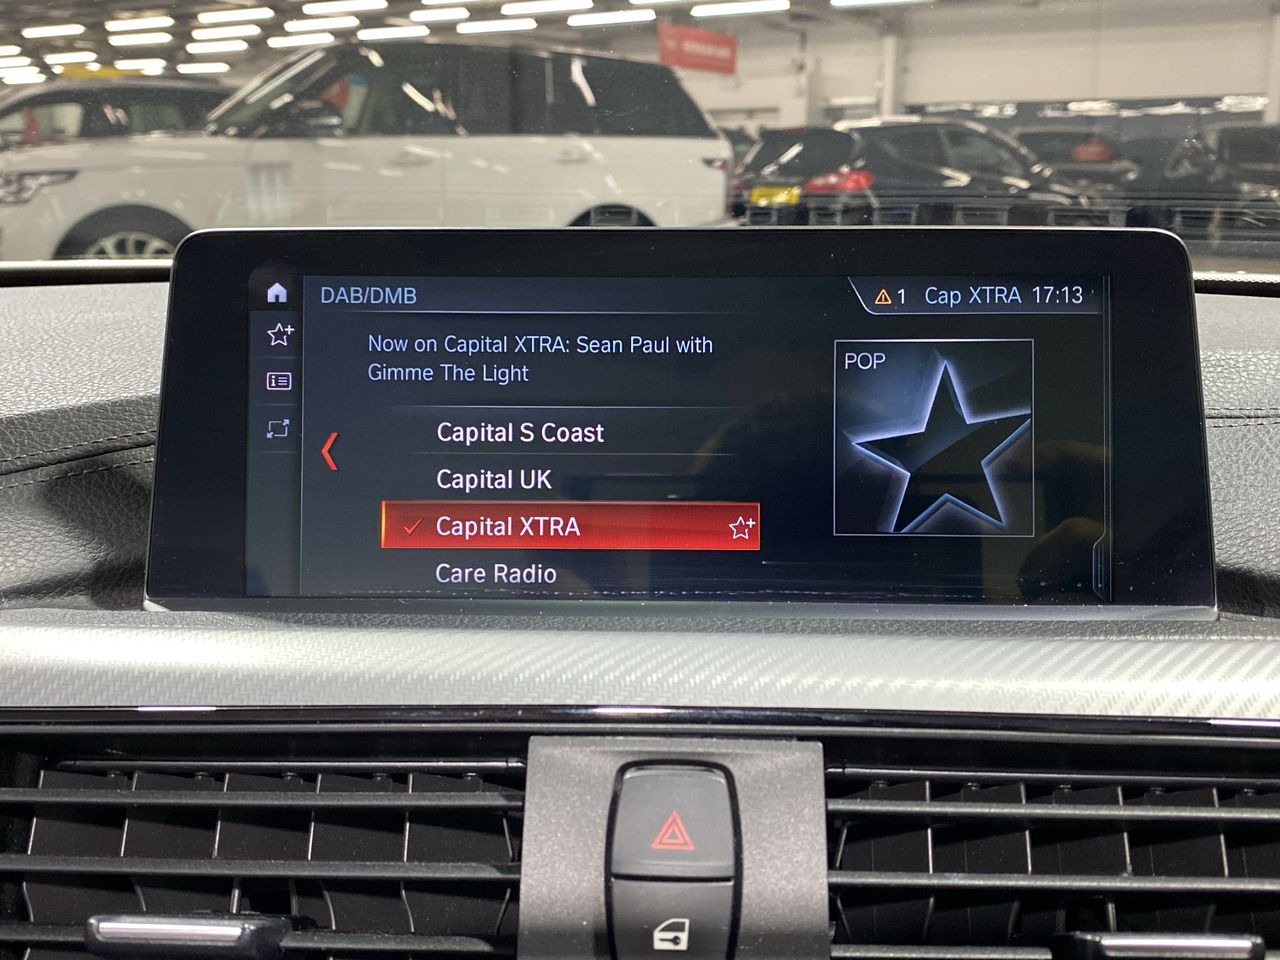 DAB/DMB
1 Cap XTRA 17:13
Now on Capital XTRA: Sean Paul with
Gimme The Light
POP
Capital S Coast
Capital UK
Capital XTRA
Care Radio